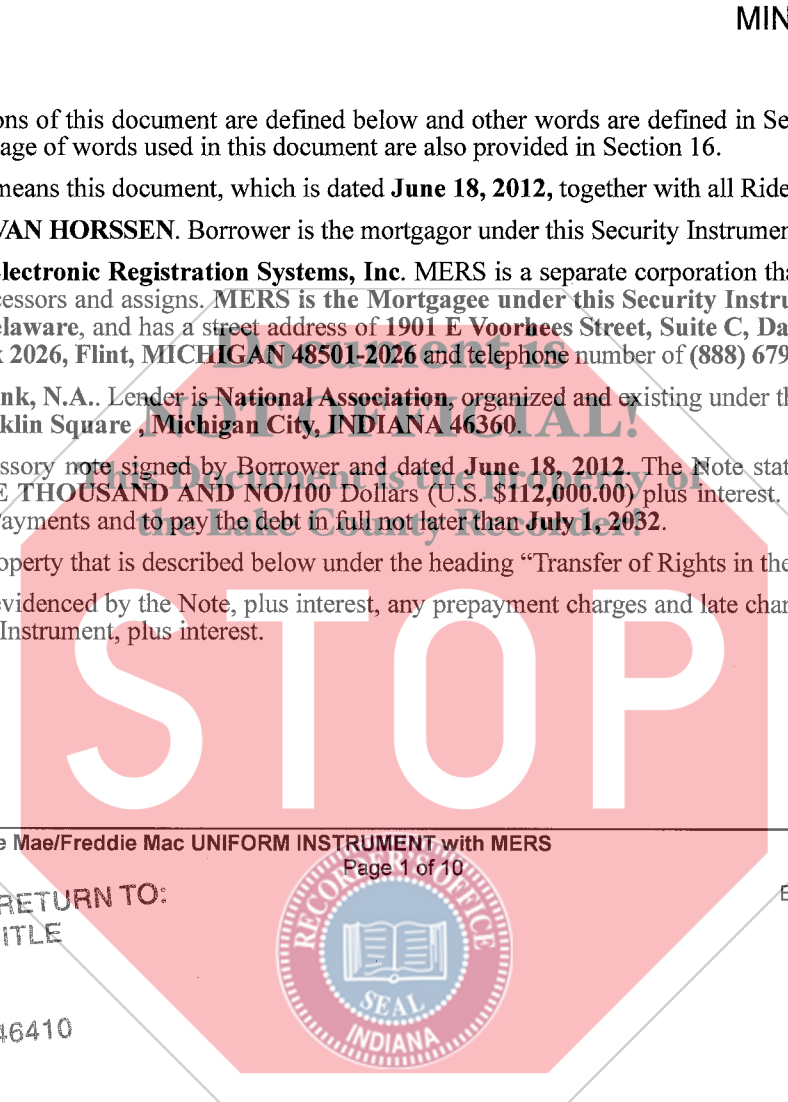 MIN
ons of this document are defined below and other words are defined in Se
age of words used in this document are also provided in Section 16.
means this document, which is dated June 18, 2012, together with all Ride
VAN HORSSEN. Borrower is the mortgagor under this Security Instrumen
lectronic Registration Systems, Inc. MERS is a separate corporation tha
cessors and assigns. MERS is the Mortgagee under this Security Instru
elaware, and has a street address of 1901 E Voorhees Street, Suite C, Da
x 2026, Flint, MICHIGAN 48501-2026 and telephone number of (888) 679
Document is
nk, N.A.. Lender is National Association, organized and existing under th
NOT OFFICIAL!
klin Square , Michigan City, INDIANA 46360.
ssory note signed by Borrower and dated June 18, 2012. The Note stat
This Document is the property of
E THOUSAND AND NO/100 Dollars (U.S. $112,000.00) plus interest.
Payments and to pay the debt in full not later than July 1, 2032.
the Lake County Recorder!
operty that is described below under the heading “Transfer of Rights in the
evidenced by the Note, plus interest, any prepayment charges and late char
Instrument, plus interest.
STOP
e Mae/Freddie Mac UNIFORM INSTRUMENT with MERS
Page 1 of 10
E
RETURN TO:
ITLE
RECORDER'S OFFICE
SEAL
INDIANA
46410